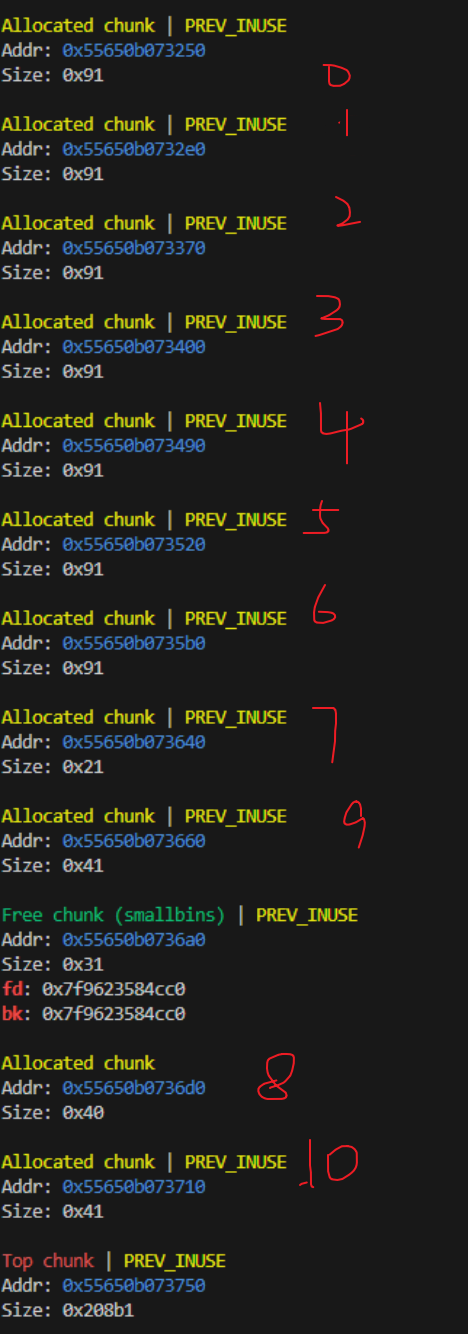 Allocated chunk | PREV_INUSE
Addr: 0x55650b073250
Size: 0x91 0
Allocated chunk | PREV_INUSE 1
Addr: 0x55650b0732e0
Size: 0x91
Allocated chunk | PREV_INUSE 2
Addr: 0x55650b073370
Size: 0x91
Allocated chunk | PREV_INUSE 3
Addr: 0x55650b073400
Size: 0x91
Allocated chunk | PREV_INUSE 4
Addr: 0x55650b073490
Size: 0x91
Allocated chunk | PREV_INUSE 5
Addr: 0x55650b073520
Size: 0x91
Allocated chunk | PREV_INUSE 6
Addr: 0x55650b0735b0
Size: 0x91
Allocated chunk | PREV_INUSE 7
Addr: 0x55650b073640
Size: 0x21
Allocated chunk | PREV_INUSE 9
Addr: 0x55650b073660
Size: 0x41
Free chunk (smallbins) | PREV_INUSE
Addr: 0x55650b0736a0
Size: 0x31
fd: 0x7f9623584cc0
bk: 0x7f9623584cc0
Allocated chunk 8
Addr: 0x55650b0736d0
Size: 0x40
Allocated chunk | PREV_INUSE 10
Addr: 0x55650b073710
Size: 0x41
Top chunk | PREV_INUSE
Addr: 0x55650b073750
Size: 0x208b1